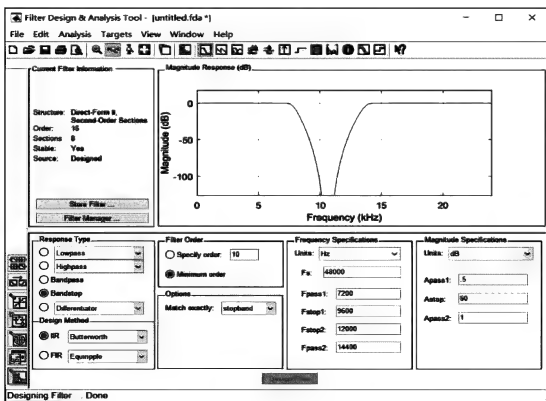 Filter Design & Analysis Tool - [untitled.fda *]
File Edit Analysis Targets View Window Help
Current Filter Information
Structure: Direct-Form II,
Second-Order Sections
Order: 16
Sections 8
Stable: Yes
Source: Designed
Store Filter ...
Filter Manager ...
Magnitude Response (dB)
Magnitude (dB)
0
-50
-100
0 5 10 15 20
Frequency (kHz)
Response Type
Lowpass
Highpass
Bandpass
Bandstop
Differentiator
Design Method
IIR Butterworth
FIR Equiripple
Filter Order
Specify order: 10
Minimum order
Options
Match exactly: stopband
Frequency Specifications
Units: Hz
Fs: 48000
Fpass1: 7200
Fstop1: 9600
Fstop2: 12000
Fpass2: 14400
Magnitude Specifications
Units: dB
Apass1: .5
Astop: 60
Apass2: 1
Designing Filter Done